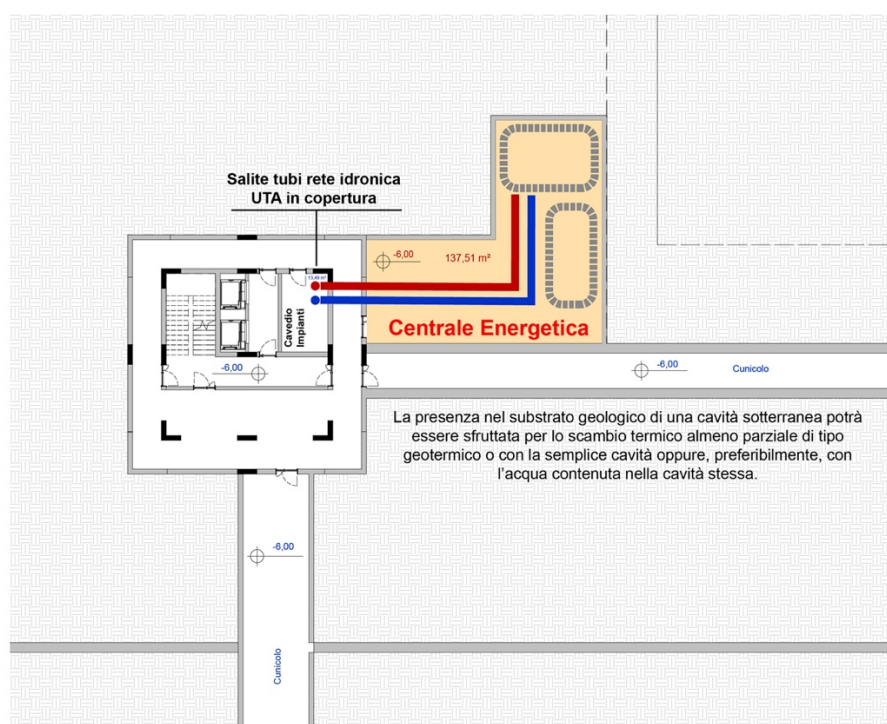 Salite tubi rete idronica
UTA in copertura
-6,00
137,51 m²
13,48 m²
Cavedio
Impianti
Centrale Energetica
-6,00
-6,00
Cunicolo
La presenza nel substrato geologico di una cavità sotterranea potrà
essere sfruttata per lo scambio termico almeno parziale di tipo
geotermico o con la semplice cavità oppure, preferibilmente, con
l'acqua contenuta nella cavità stessa.
-6,00
Cunicolo